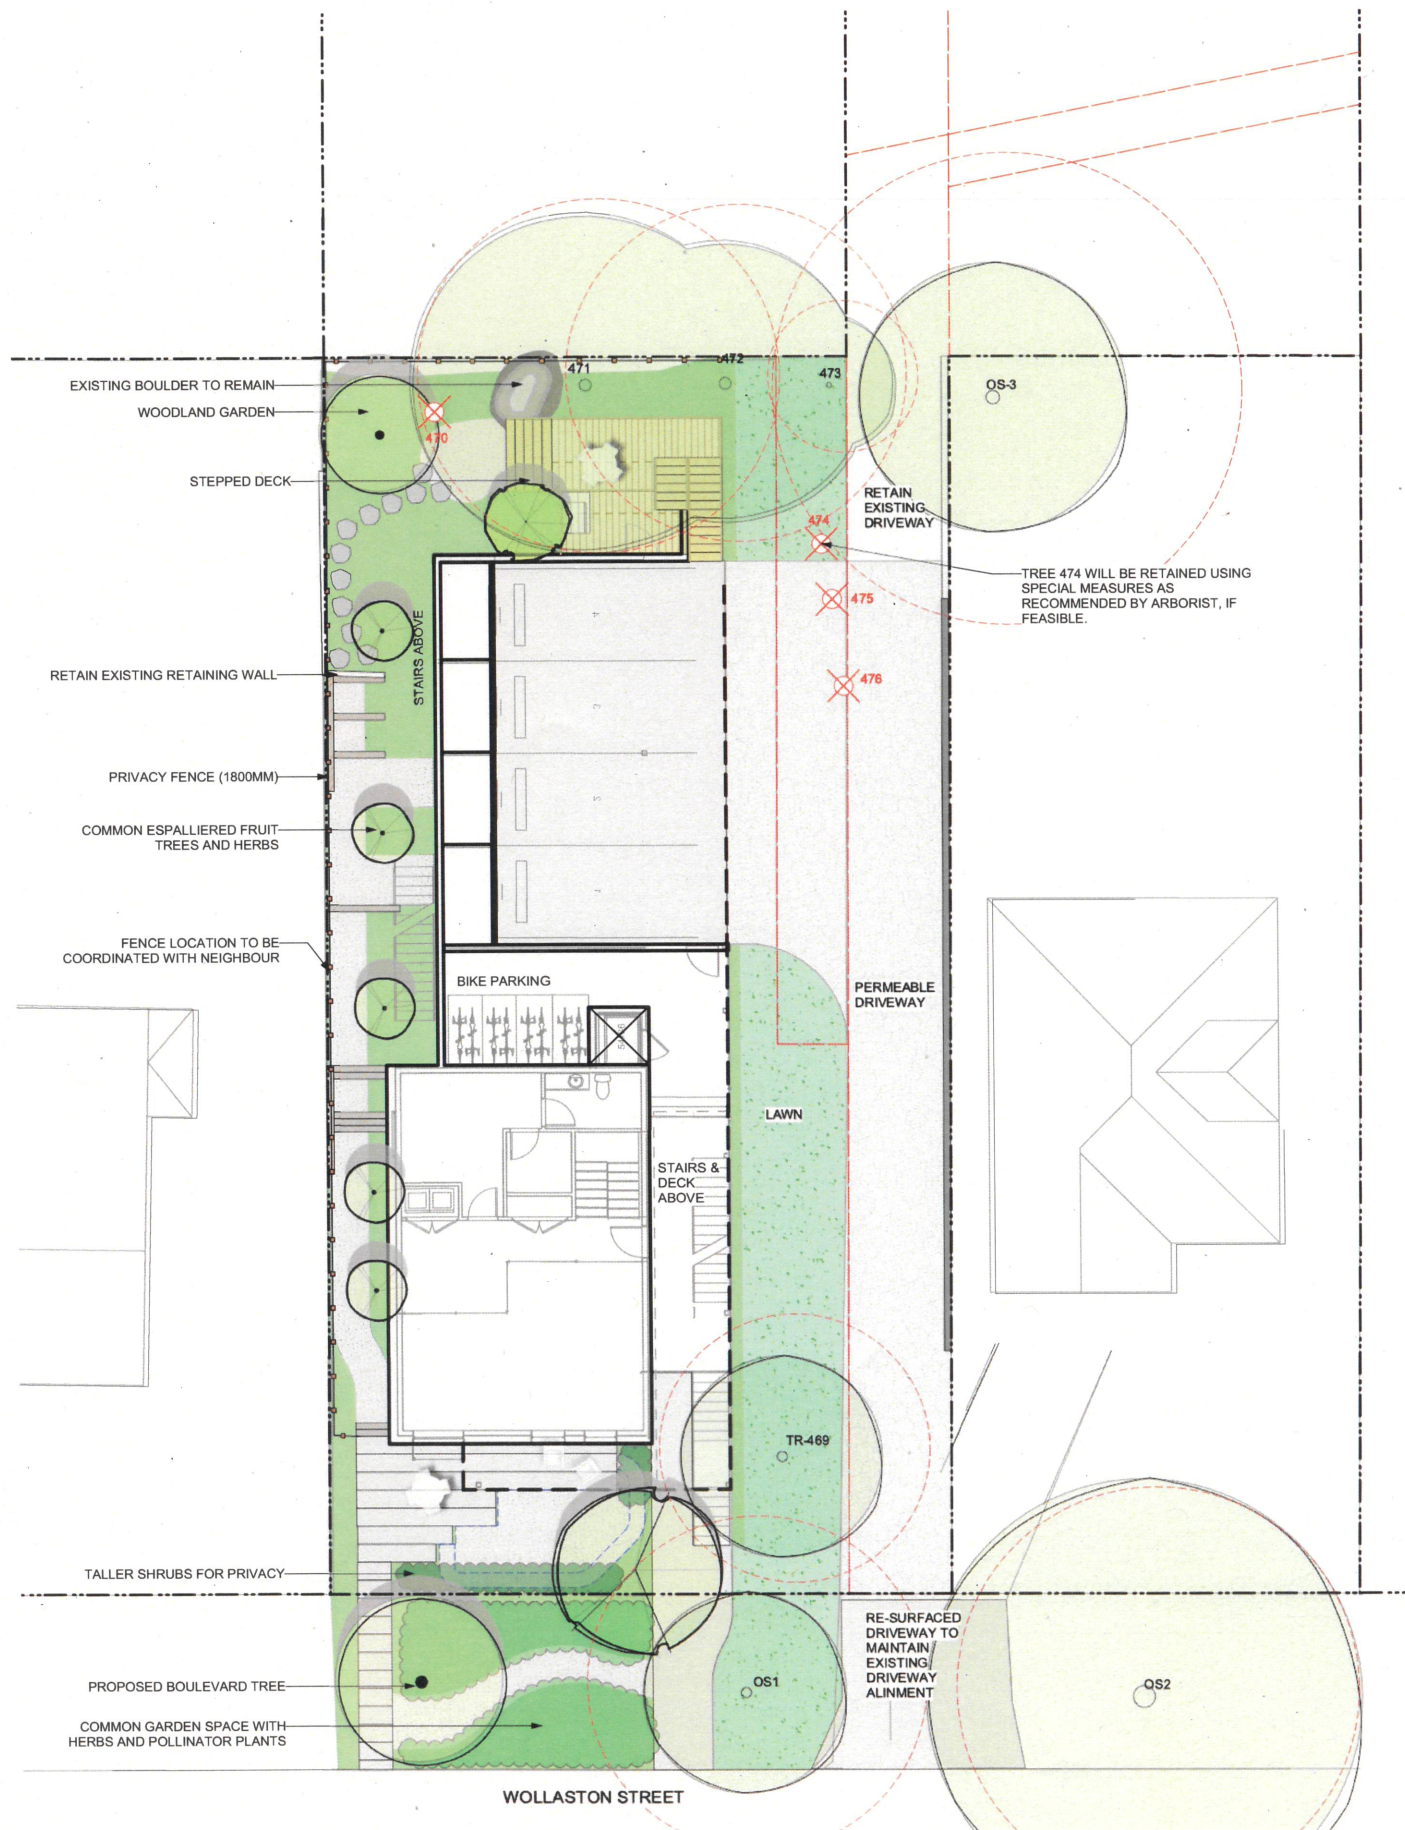 471
472
473
OS-3
EXISTING BOULDER TO REMAIN
WOODLAND GARDEN
470
STEPPED DECK
RETAIN
EXISTING
DRIVEWAY
474
TREE 474 WILL BE RETAINED USING
SPECIAL MEASURES AS
RECOMMENDED BY ARBORIST, IF
FEASIBLE.
475
STAIRS ABOVE
RETAIN EXISTING RETAINING WALL
476
3
PRIVACY FENCE (1800MM)
COMMON ESPALLIERED FRUIT
TREES AND HERBS
FENCE LOCATION TO BE
COORDINATED WITH NEIGHBOUR
BIKE PARKING
PERMEABLE
DRIVEWAY
LAWN
STAIRS &
DECK
ABOVE
TR-469
TALLER SHRUBS FOR PRIVACY
RE-SURFACED
DRIVEWAY TO
MAINTAIN
EXISTING
DRIVEWAY
ALINMENT
PROPOSED BOULEVARD TREE
OS1
OS2
COMMON GARDEN SPACE WITH
HERBS AND POLLINATOR PLANTS
WOLLASTON STREET